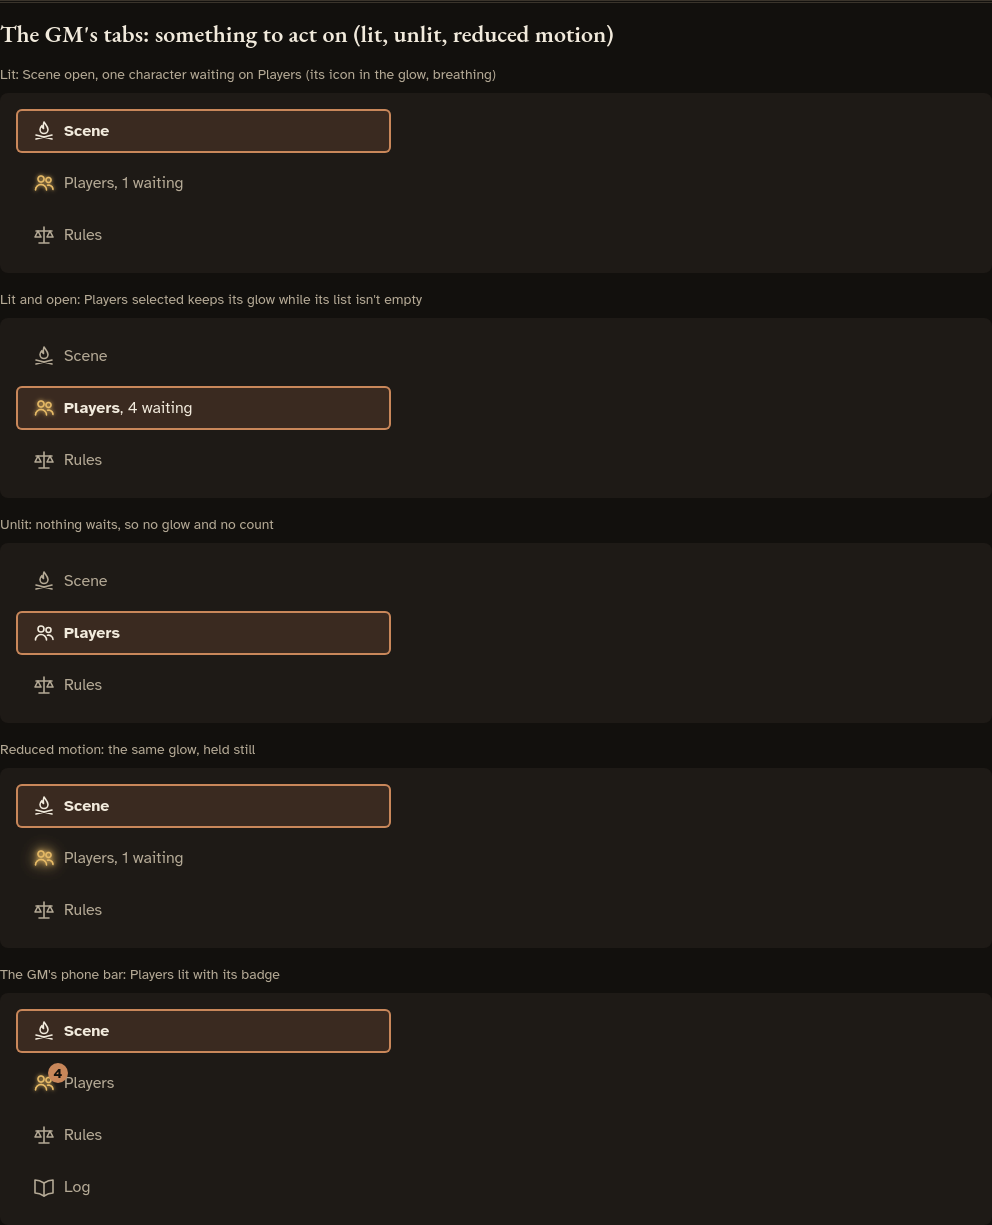 The GM's tabs: something to act on (lit, unlit, reduced motion)
Lit: Scene open, one character waiting on Players (its icon in the glow, breathing)
Scene
Players, 1 waiting
Rules
Lit and open: Players selected keeps its glow while its list isn't empty
Scene
Players, 4 waiting
Rules
Unlit: nothing waits, so no glow and no count
Scene
Players
Rules
Reduced motion: the same glow, held still
Scene
Players, 1 waiting
Rules
The GM's phone bar: Players lit with its badge
Scene
4
Players
Rules
Log